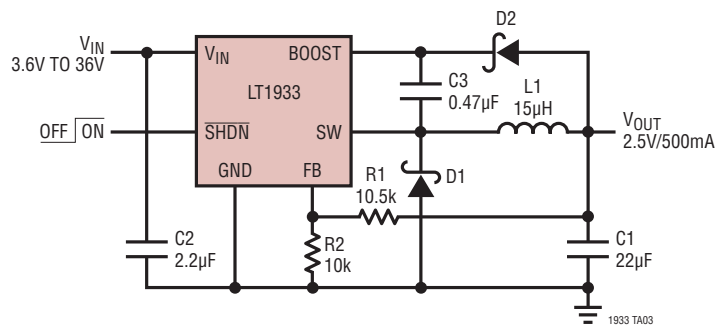 D2
VIN
3.6V TO 36V
VIN
BOOST
LT1933
C3
0.47µF
L1
15µH
OFF ON
SHDN
SW
VOUT
2.5V/500mA
GND
FB
R1
10.5k
D1
C2
2.2µF
R2
10k
C1
22µF
1933 TA03